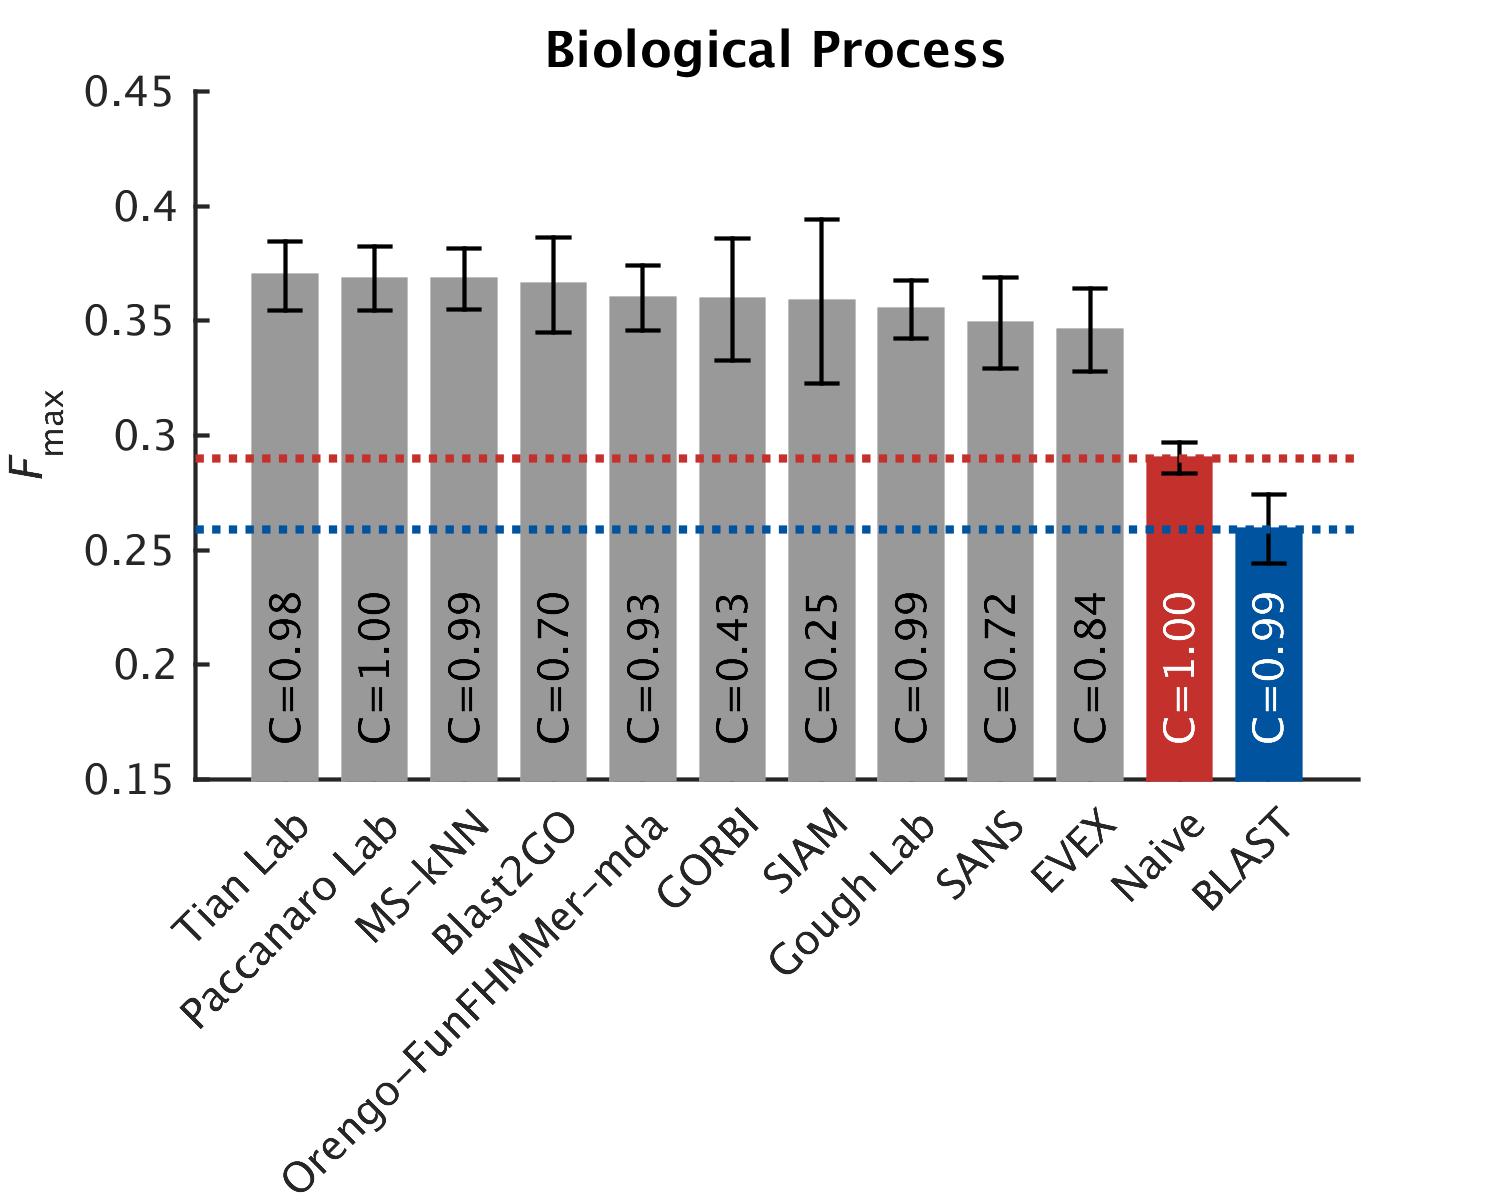 Biological Process
0.45
0.4
0.35
0.3
0.25
0.2
0.15
Fmax
C=0.98
C=1.00
C=0.99
C=0.70
C=0.93
C=0.43
C=0.25
C=0.99
C=0.72
C=0.84
C=1.00
C=0.99
Tian Lab
Paccanaro Lab
MS-kNN
Blast2GO
Orengo-FunFHMMer-mda
GORBI
SIAM
Gough Lab
SANS
EVEX
Naive
BLAST